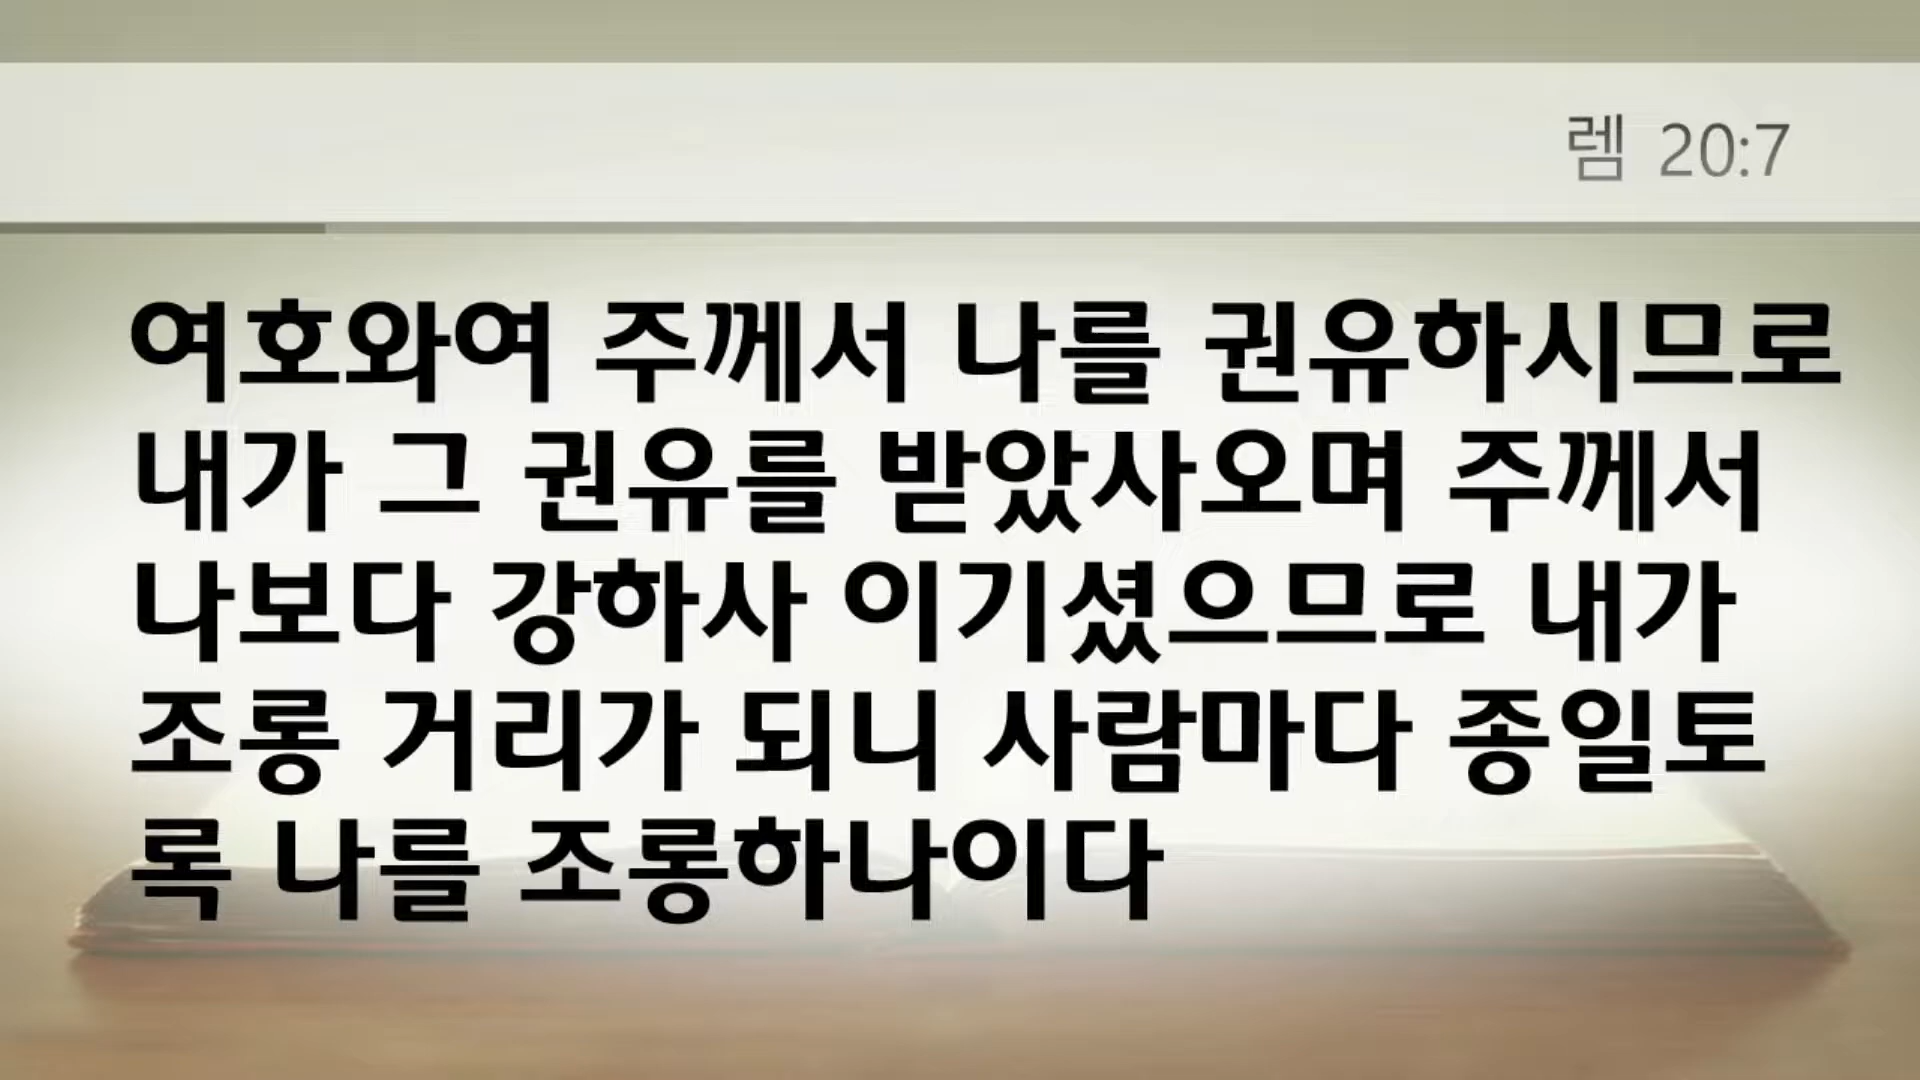 렘 20:7
여호와여 주께서 나를 권유하시므로
내가 그 권유를 받았사오며 주께서
나보다 강하사 이기셨으므로 내가
조롱 거리가 되니 사람마다 종일토
록 나를 조롱하나이다